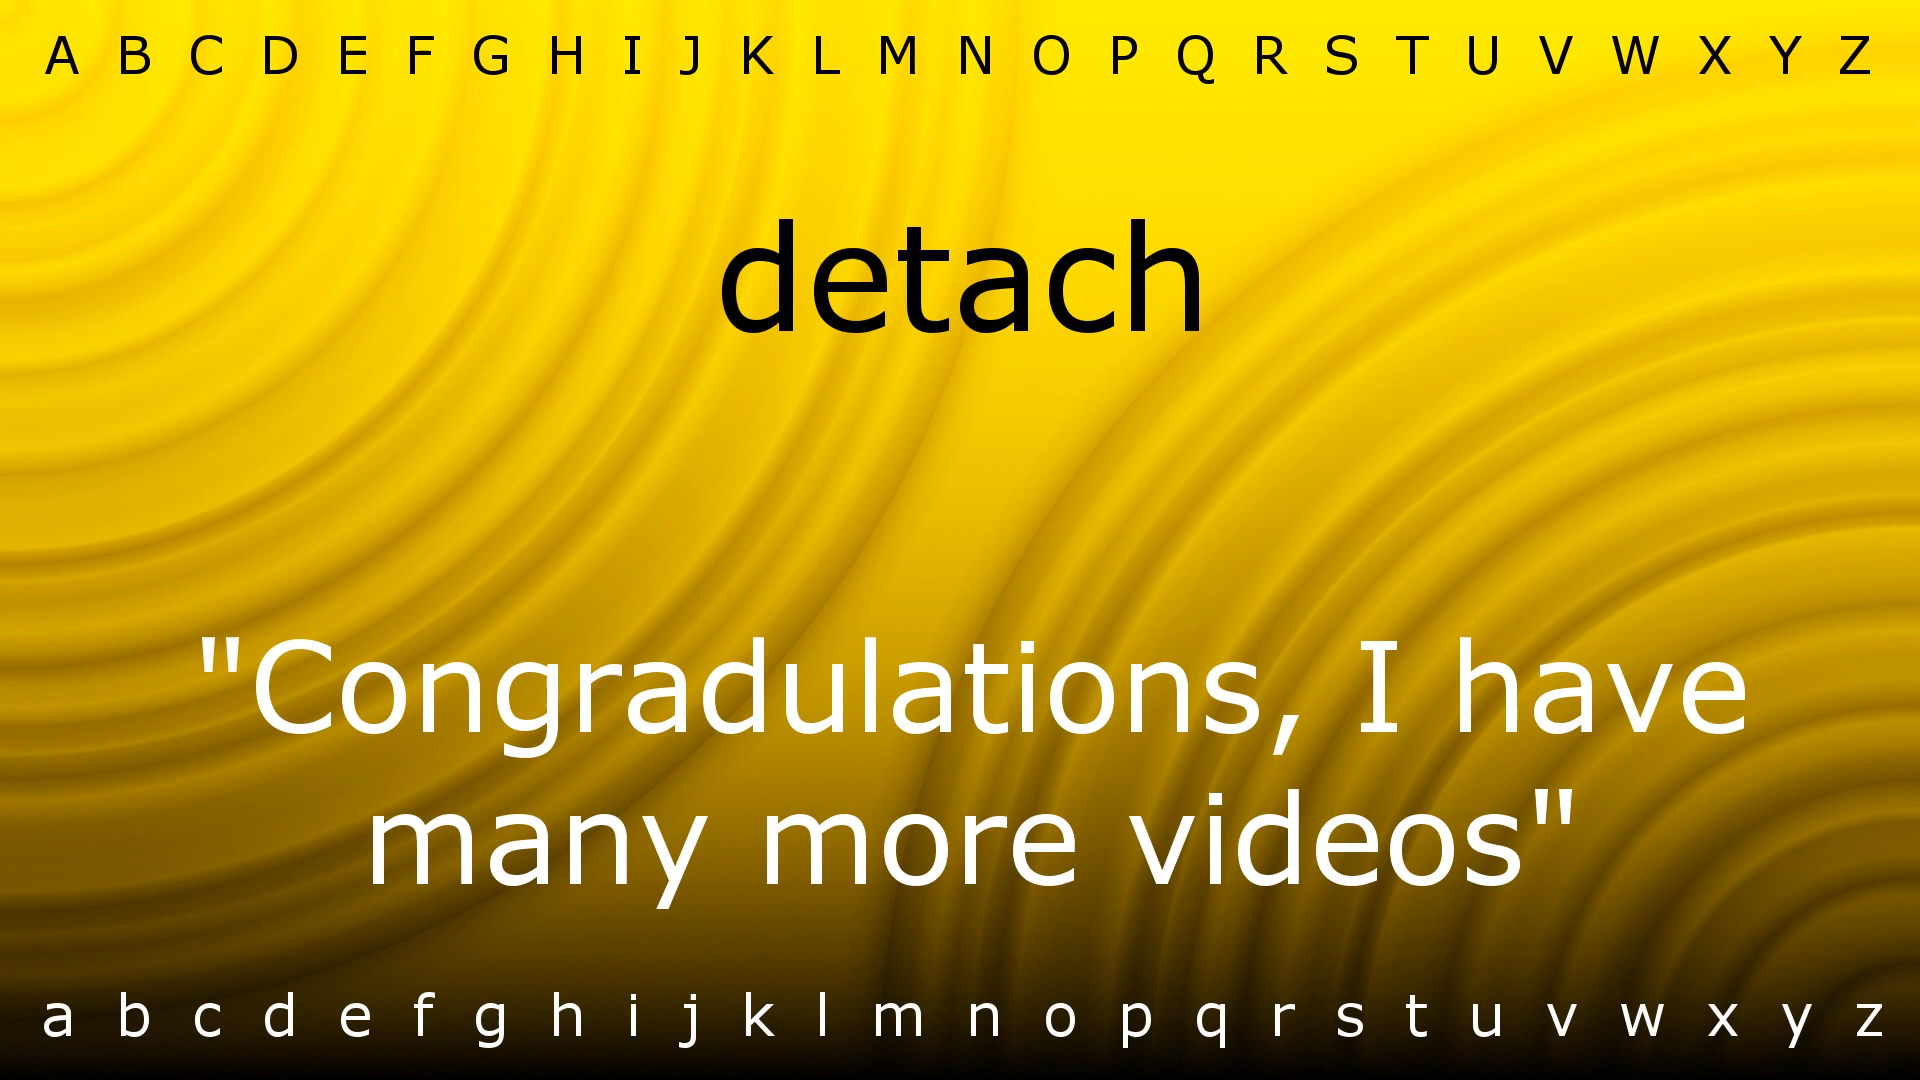 A B C D E F G H I J K L M N O P Q R S T U V W X Y Z
detach
"Congradulations, I have
many more videos"
a b c d e f g h i j k l m n o p q r s t u v w x y z